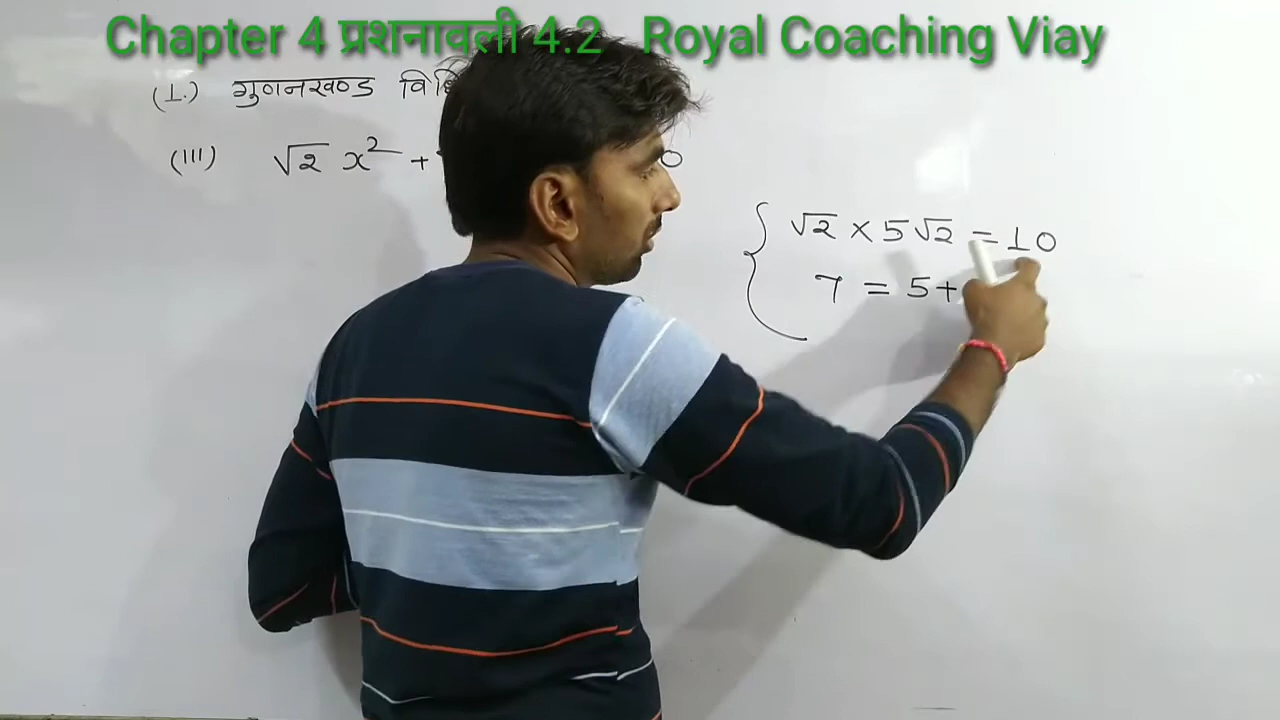 Chapter 4 प्रशनावली 4.2 Royal Coaching Viay
(1.) गुणनखण्ड
(III) √2 x² + 0
√2 × 5√2 = 10
7 = 5+